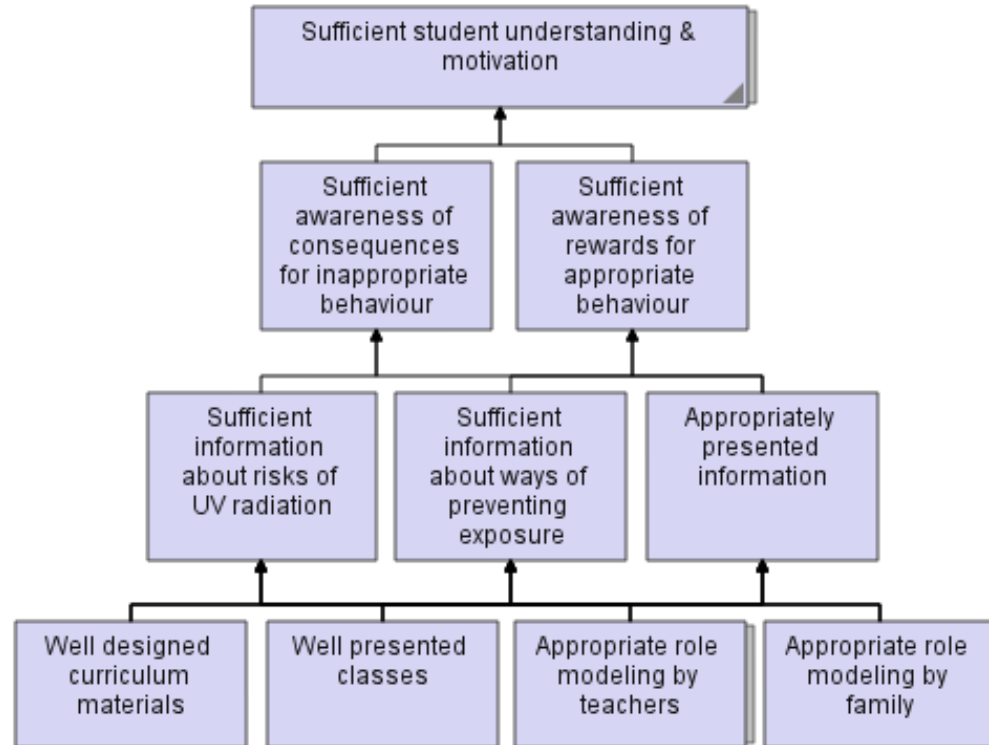 Sufficient student understanding &
motivation
Sufficient
awareness of
consequences
for inappropriate
behaviour
Sufficient
awareness of
rewards for
appropriate
behaviour
Sufficient
information
about risks of
UV radiation
Sufficient
information
about ways of
preventing
exposure
Appropriately
presented
information
Well designed
curriculum
materials
Well presented
classes
Appropriate role
modeling by
teachers
Appropriate role
modeling by
family